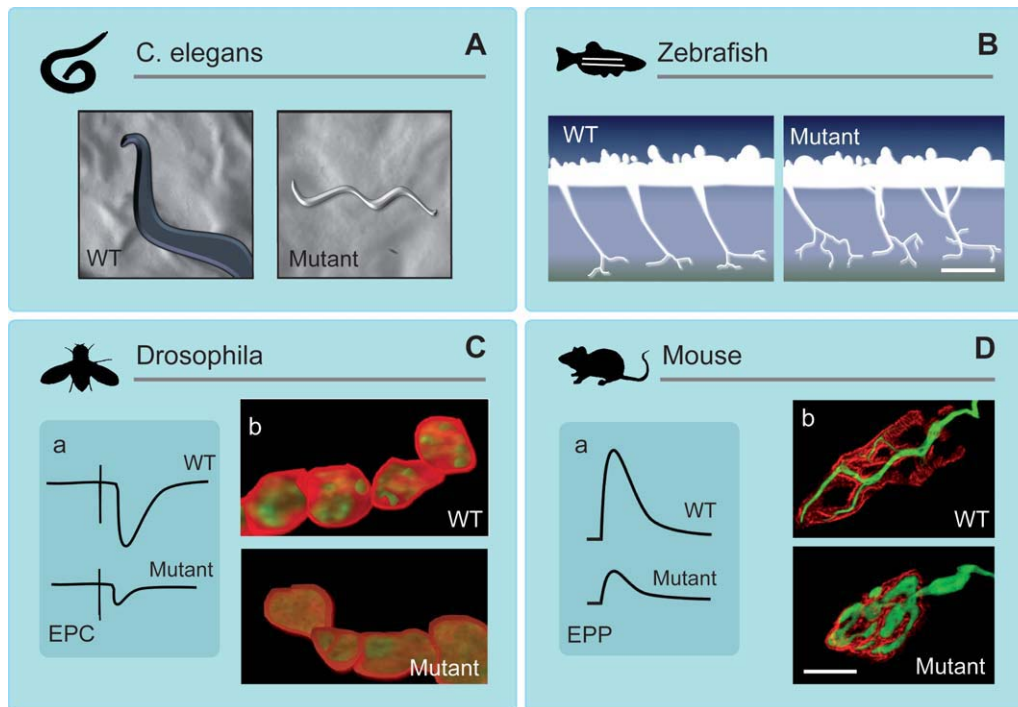 C. elegans
A
WT
Mutant
Zebrafish
B
WT
Mutant
Drosophila
C
a
WT
Mutant
EPC
b
WT
Mutant
Mouse
D
a
WT
Mutant
EPP
b
WT
Mutant